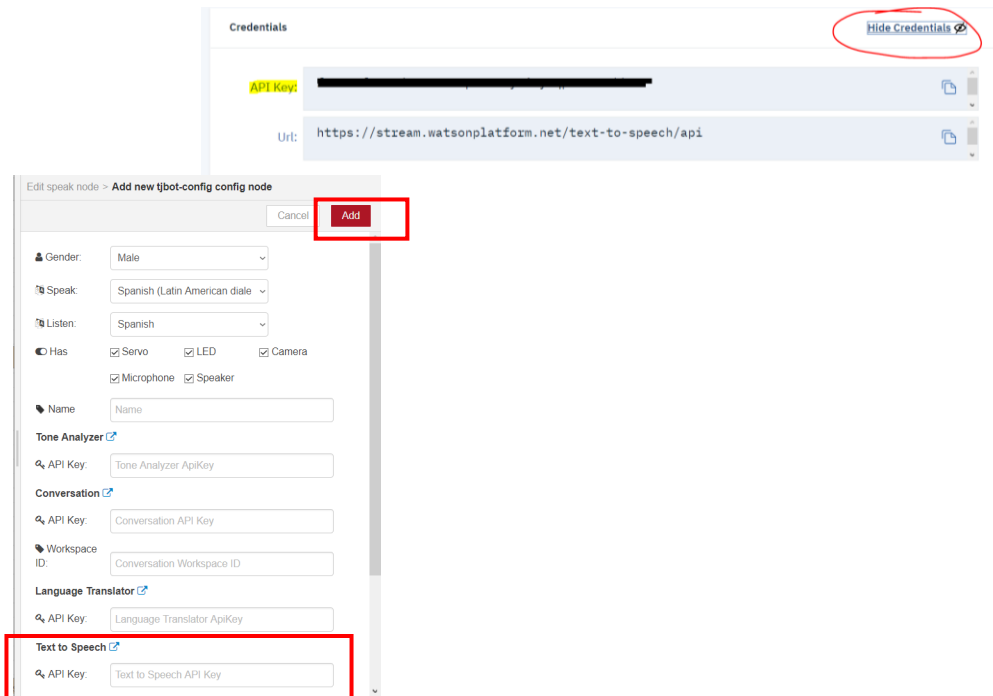 Credentials
Hide Credentials
API Key:
Url:
https://stream.watsonplatform.net/text-to-speech/api
Edit speak node > Add new tjbot-config config node
Cancel
Add
Gender:
Male
Speak:
Spanish (Latin American diale
Listen:
Spanish
Has
Servo
LED
Camera
Microphone
Speaker
Name
Name
Tone Analyzer
API Key:
Tone Analyzer ApiKey
Conversation
API Key:
Conversation API Key
Workspace
ID:
Conversation Workspace ID
Language Translator
API Key:
Language Translator ApiKey
Text to Speech
API Key:
Text to Speech API Key